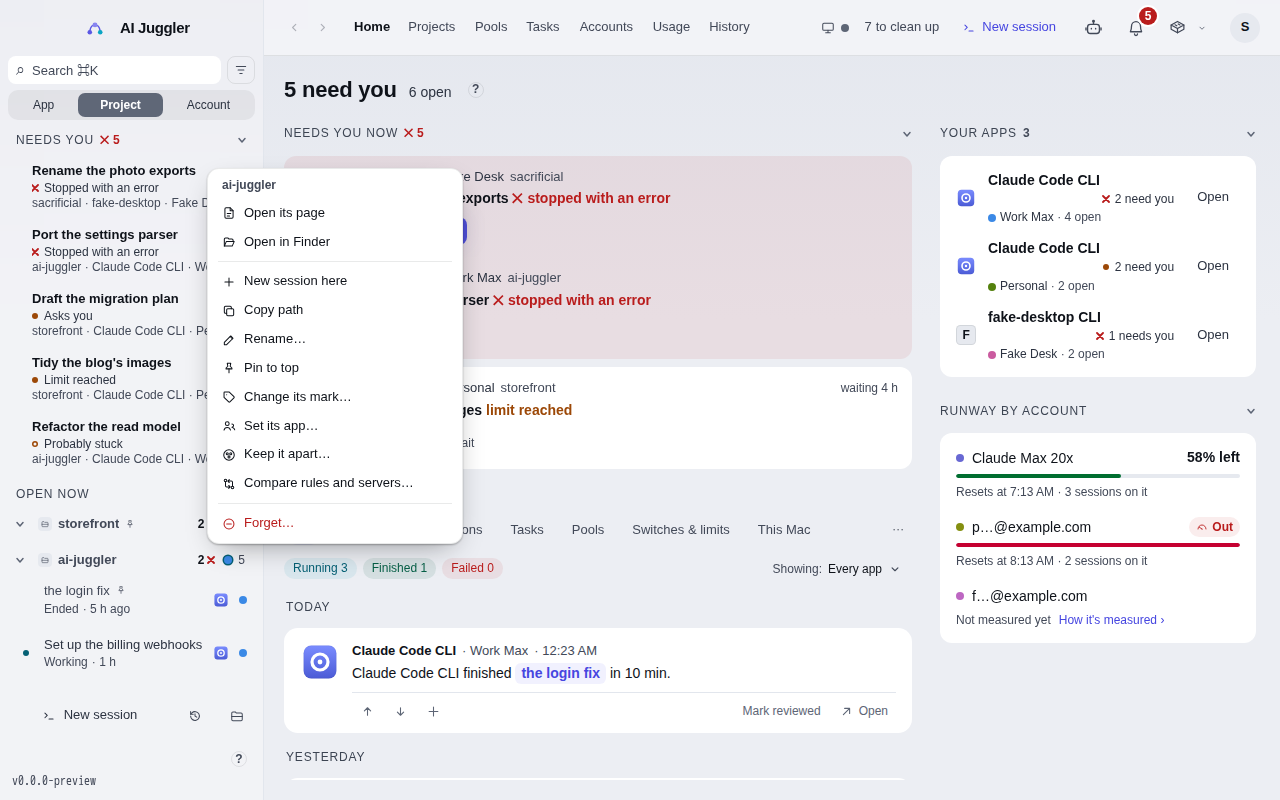 AI Juggler
Search ⌘K
App Project Account
NEEDS YOU 5
Rename the photo exports
Stopped with an error
sacrificial · fake-desktop · Fake D
Port the settings parser
Stopped with an error
ai-juggler · Claude Code CLI · Wo
Draft the migration plan
Asks you
storefront · Claude Code CLI · Pe
Tidy the blog's images
Limit reached
storefront · Claude Code CLI · Pe
Refactor the read model
Probably stuck
ai-juggler · Claude Code CLI · Wo
OPEN NOW
storefront 2
ai-juggler 2 5
the login fix
Ended · 5 h ago
Set up the billing webhooks
Working · 1 h
New session
?
v0.0.0-preview
Home Projects Pools Tasks Accounts Usage History
7 to clean up New session 5 S
5 need you 6 open ?
NEEDS YOU NOW 5
Desk sacrificial
exports stopped with an error
Max ai-juggler
stopped with an error
storefront waiting 4 h
limit reached
ai-juggler
Open its page
Open in Finder
New session here
Copy path
Rename…
Pin to top
Change its mark…
Set its app…
Keep it apart…
Compare rules and servers…
Forget…
Tasks Pools Switches & limits This Mac ···
Running 3 Finished 1 Failed 0 Showing: Every app
TODAY
Claude Code CLI · Work Max · 12:23 AM
Claude Code CLI finished the login fix in 10 min.
Mark reviewed Open
YESTERDAY
YOUR APPS 3
Claude Code CLI
2 need you Open
Work Max · 4 open
Claude Code CLI
2 need you Open
Personal · 2 open
F fake-desktop CLI
1 needs you Open
Fake Desk · 2 open
RUNWAY BY ACCOUNT
Claude Max 20x 58% left
Resets at 7:13 AM · 3 sessions on it
p…@example.com Out
Resets at 8:13 AM · 2 sessions on it
f…@example.com
Not measured yet How it's measured ›